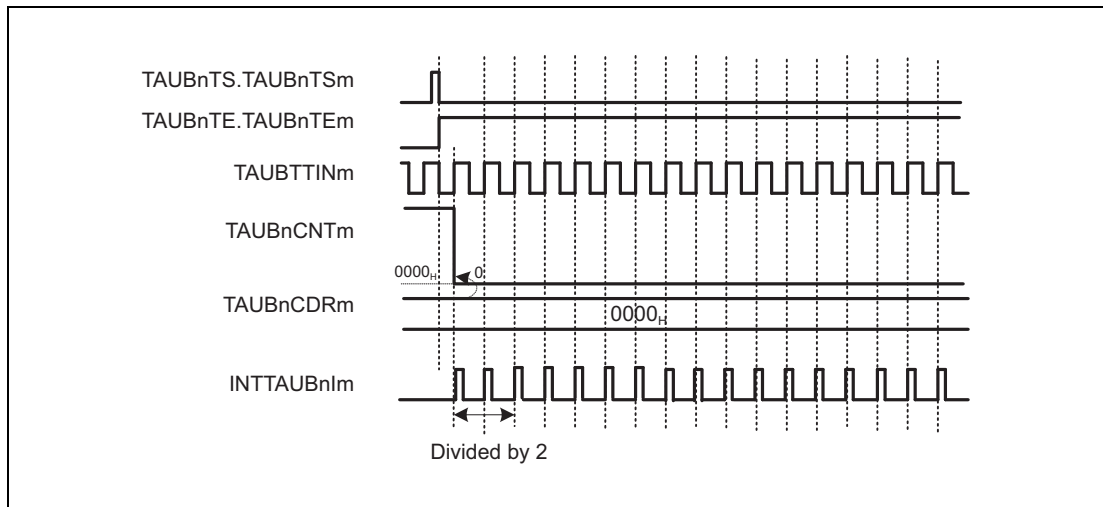 TAUBnTS.TAUBnTSm
TAUBnTE.TAUBnTEm
TAUBTTINm
TAUBnCNTm
0000H
0
TAUBnCDRm
0000H
INTTAUBnIm
Divided by 2